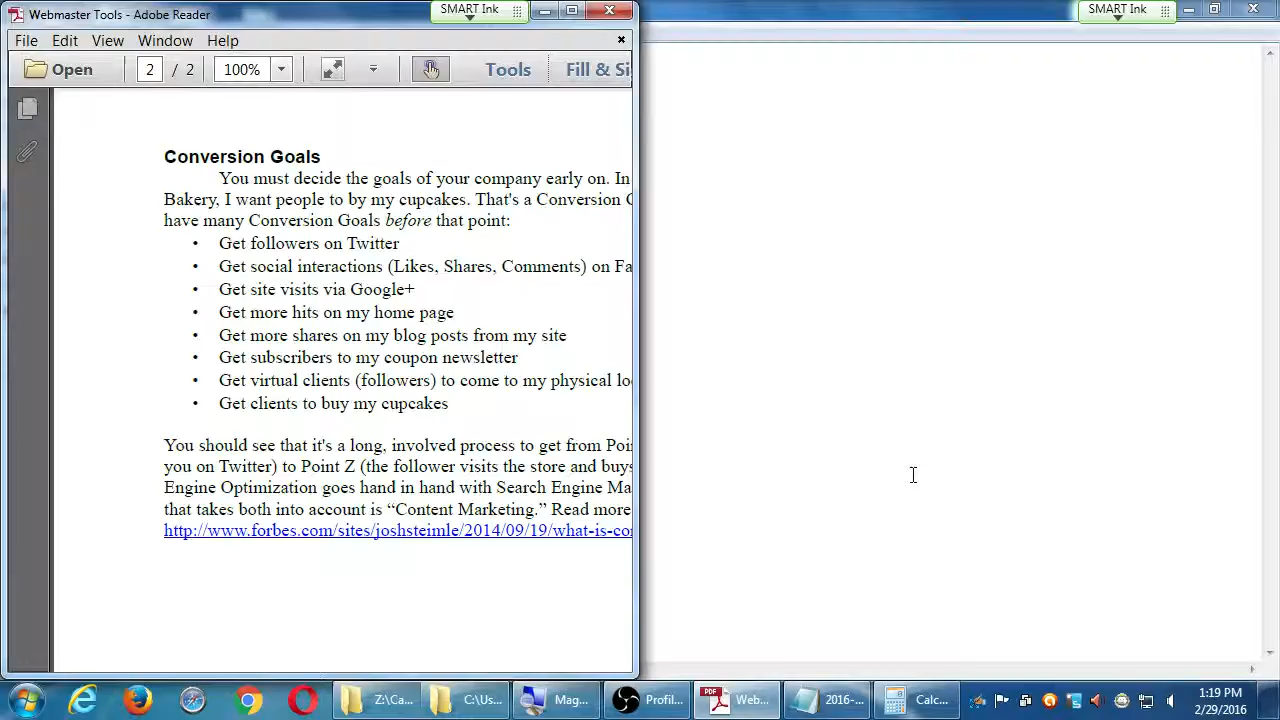 Webmaster Tools - Adobe Reader
SMART Ink
SMART Ink
File Edit View Window Help
Open 2 / 2 100% Tools Fill & Si
Conversion Goals
You must decide the goals of your company early on. In
Bakery, I want people to by my cupcakes. That's a Conversion
have many Conversion Goals before that point:
• Get followers on Twitter
• Get social interactions (Likes, Shares, Comments) on Fa
• Get site visits via Google+
• Get more hits on my home page
• Get more shares on my blog posts from my site
• Get subscribers to my coupon newsletter
• Get virtual clients (followers) to come to my physical lo
• Get clients to buy my cupcakes
You should see that it's a long, involved process to get from Poi
you on Twitter) to Point Z (the follower visits the store and buys
Engine Optimization goes hand in hand with Search Engine Ma
that takes both into account is “Content Marketing.” Read more
http://www.forbes.com/sites/joshsteimle/2014/09/19/what-is-co
Z:\Ca... C:\Us... Mag... Profil... Web... 2016-... Calc... 1:19 PM
2/29/2016